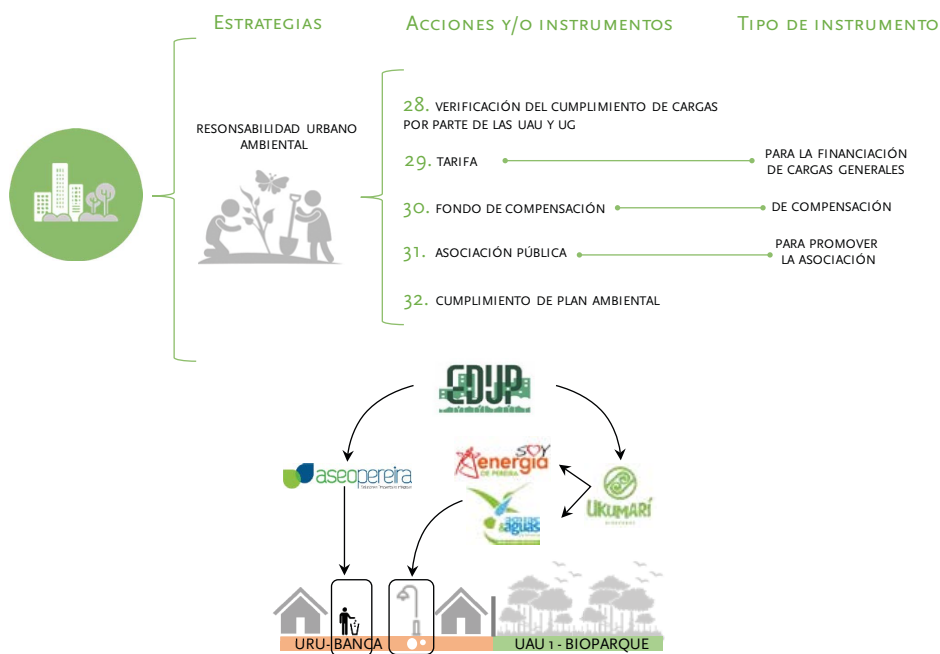 ESTRATEGIAS
ACCIONES Y/O INSTRUMENTOS
TIPO DE INSTRUMENTO
RESONSABILIDAD URBANO
AMBIENTAL
28. VERIFICACIÓN DEL CUMPLIMIENTO DE CARGAS
POR PARTE DE LAS UAU Y UG
29. TARIFA
PARA LA FINANCIACIÓN
DE CARGAS GENERALES
30. FONDO DE COMPENSACIÓN
DE COMPENSACIÓN
31. ASOCIACIÓN PÚBLICA
PARA PROMOVER
LA ASOCIACIÓN
32. CUMPLIMIENTO DE PLAN AMBIENTAL
EDUP
aseopereira
SOY
energía
DE PEREIRA
aguas
&aguas
UKUMARÍ
BIOPARQUE
URU-BANCA
UAU 1 - BIOPARQUE